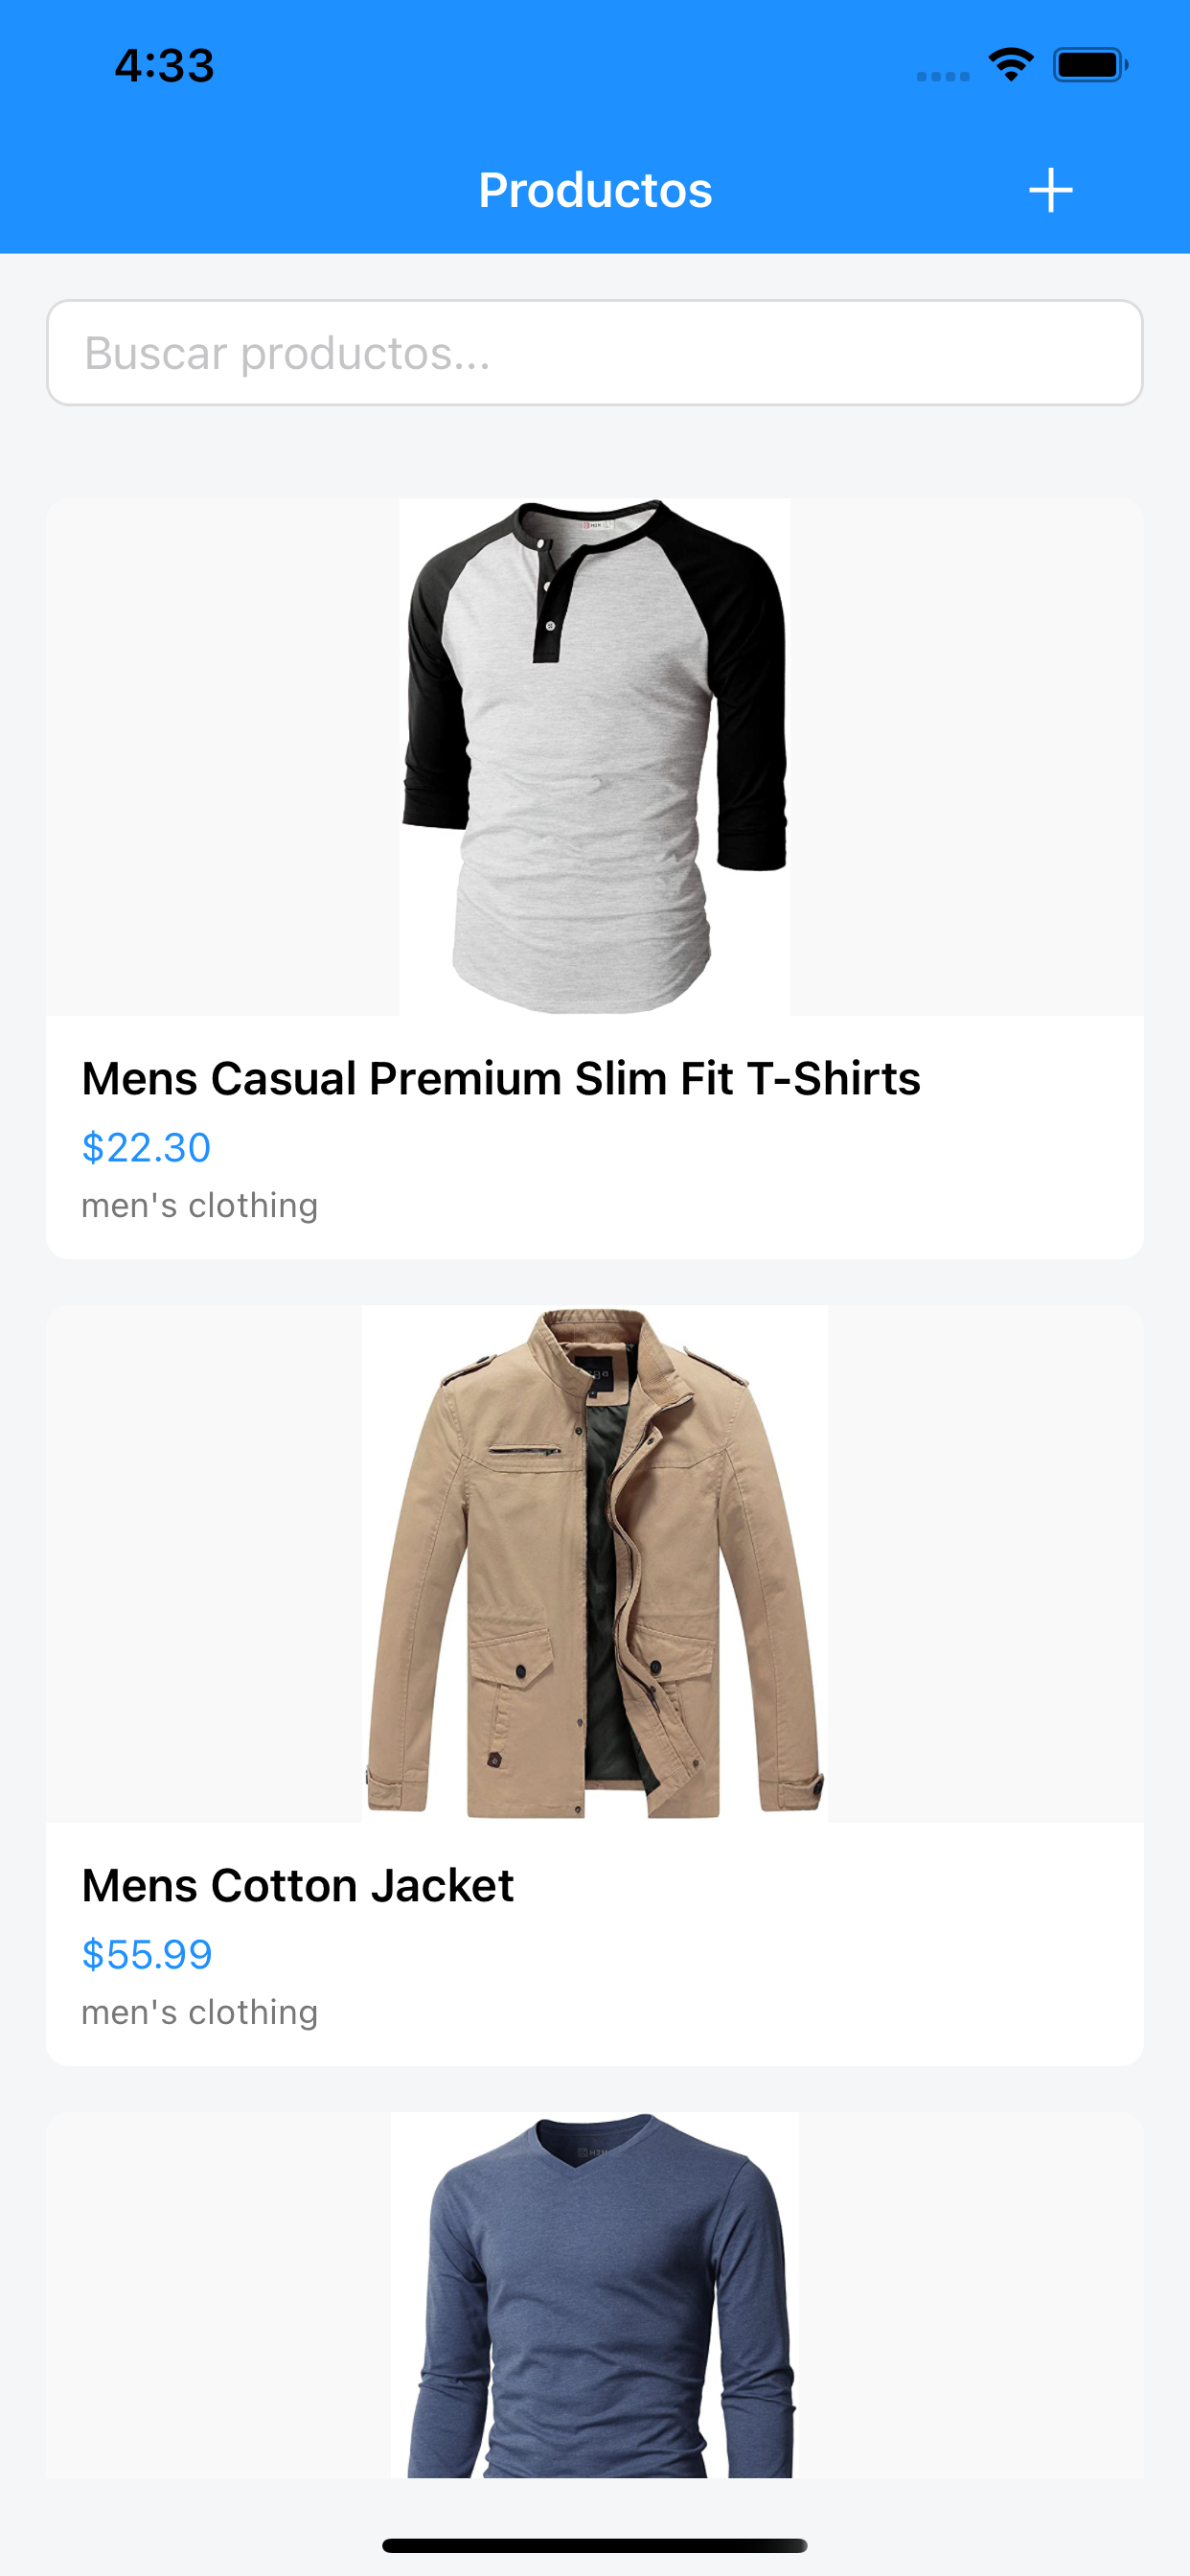 4:33
Productos
Buscar productos...
Mens Casual Premium Slim Fit T-Shirts
$22.30
men's clothing
Mens Cotton Jacket
$55.99
men's clothing